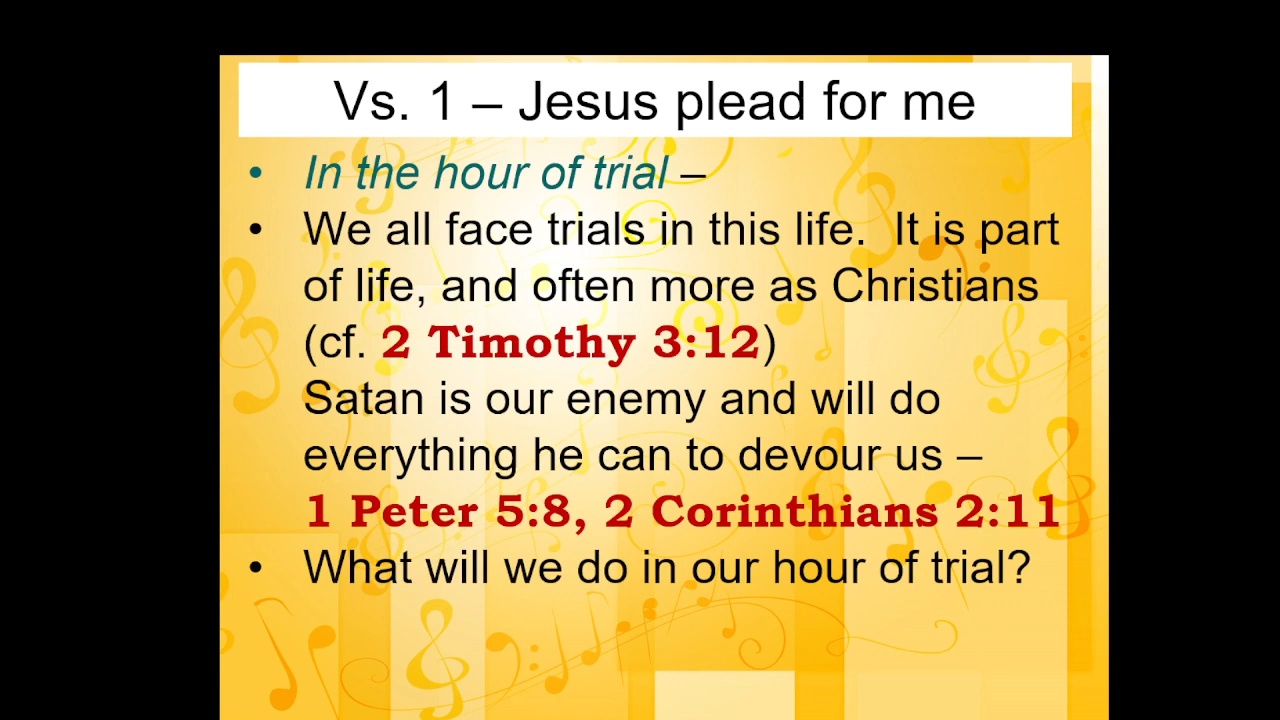 Vs. 1 – Jesus plead for me
• In the hour of trial –
• We all face trials in this life.  It is part
of life, and often more as Christians
(cf. 2 Timothy 3:12)
Satan is our enemy and will do
everything he can to devour us –
1 Peter 5:8, 2 Corinthians 2:11
• What will we do in our hour of trial?